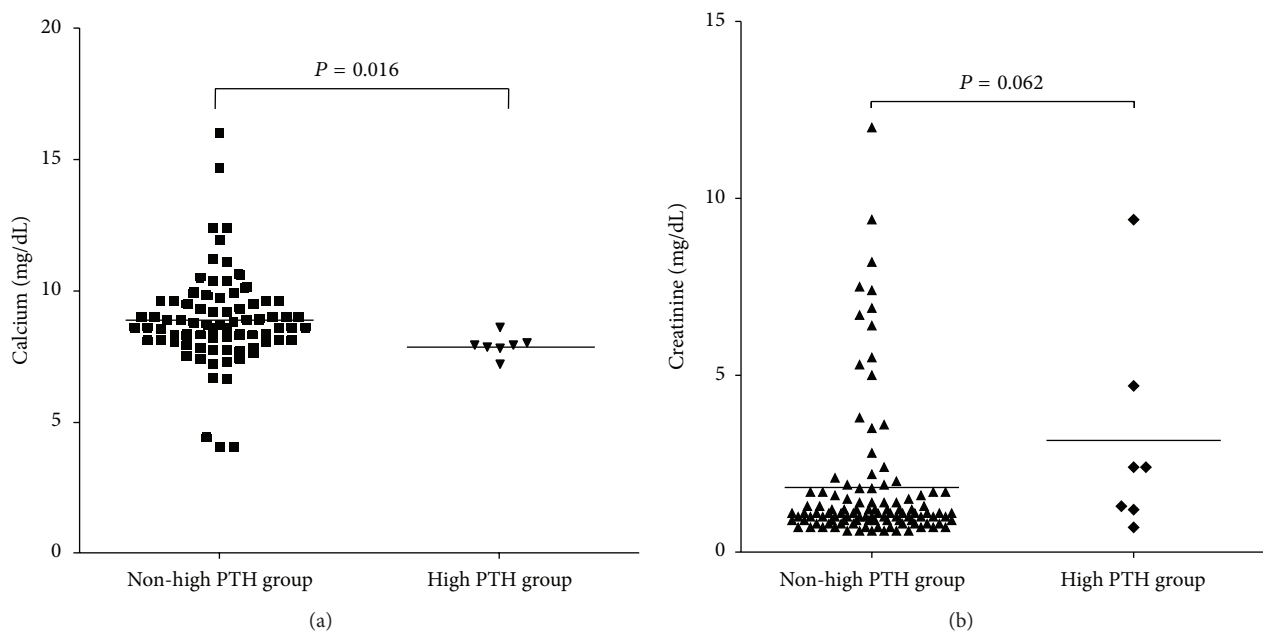 20
15
10
5
0
Calcium (mg/dL)
P = 0.016
Non-high PTH group
High PTH group
(a)
15
10
5
0
Creatinine (mg/dL)
P = 0.062
Non-high PTH group
High PTH group
(b)